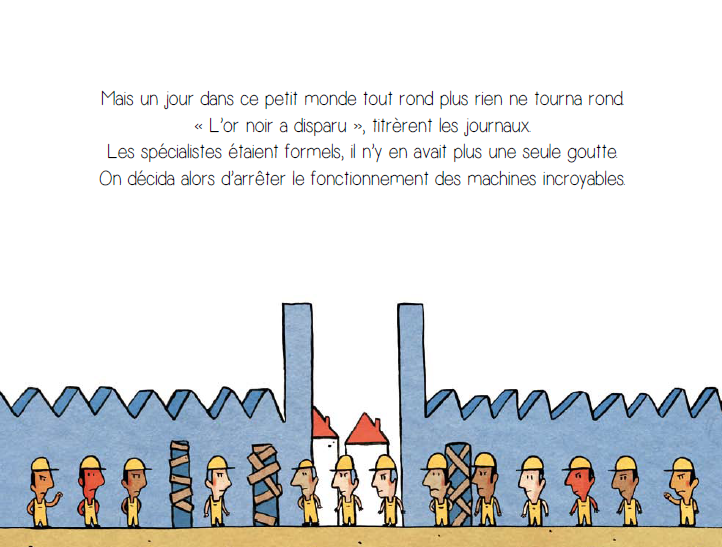 Mais un jour dans ce petit monde tout rond plus rien ne tourna rond.
« L'or noir a disparu », titrèrent les journaux.
Les spécialistes étaient formels, il n'y en avait plus une seule goutte.
On décida alors d'arrêter le fonctionnement des machines incroyables.